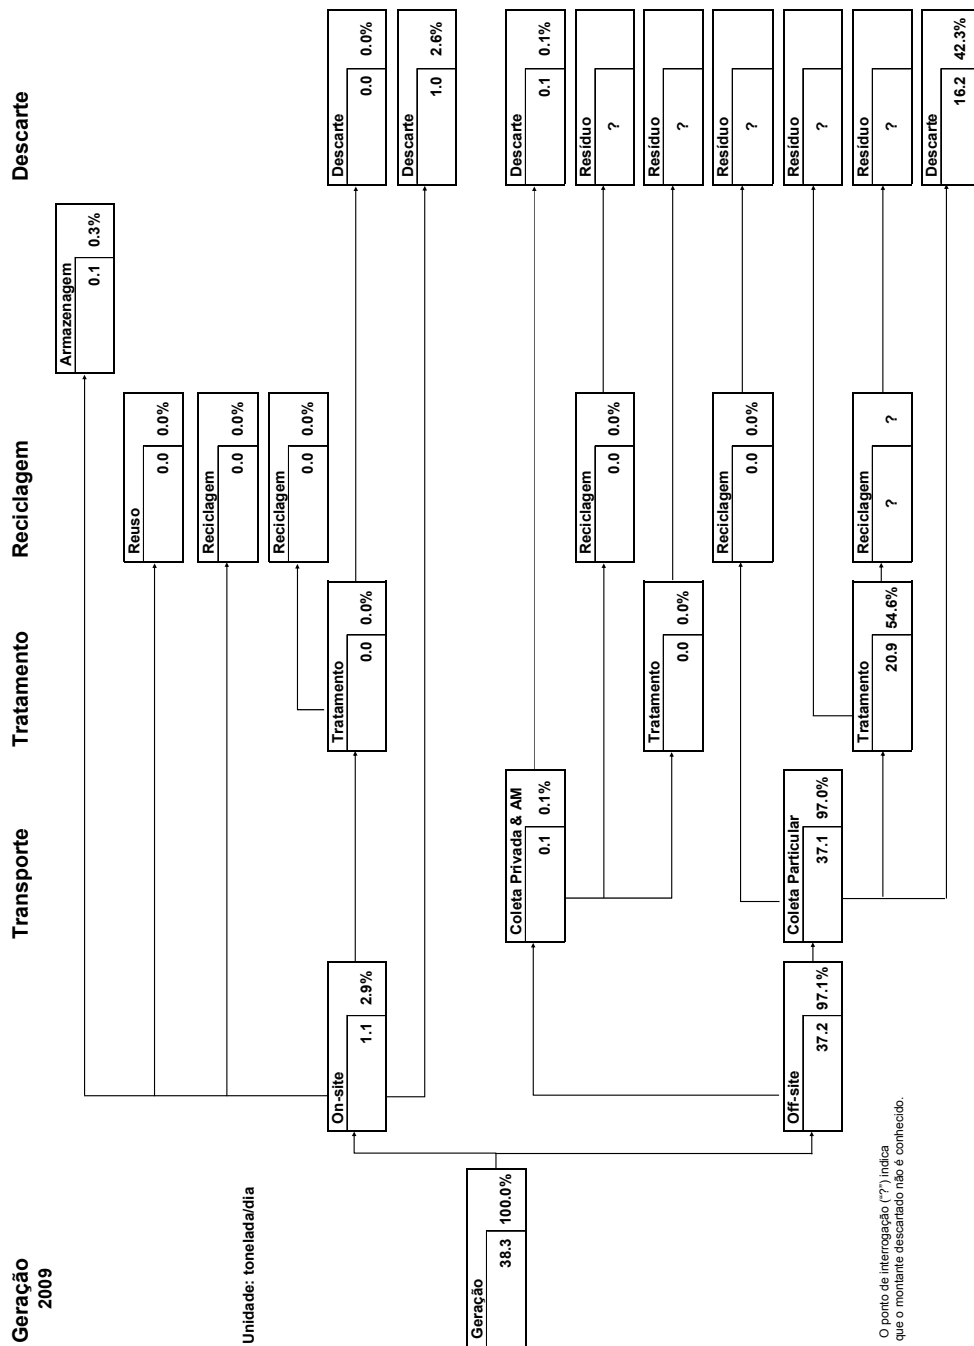 Geração
2009
Transporte
Tratamento
Reciclagem
Descarte
Unidade: tonelada/dia
Armazenagem
0.1 0.3%
Reuso
0.0 0.0%
Reciclagem
0.0 0.0%
Reciclagem
0.0 0.0%
On-site
1.1 2.9%
Tratamento
0.0 0.0%
Descarte
0.0 0.0%
Descarte
1.0 2.6%
Geração
38.3 100.0%
Coleta Privada & AM
0.1 0.1%
Descarte
0.1 0.1%
Reciclagem
0.0 0.0%
Resíduo
?
Tratamento
0.0 0.0%
Resíduo
?
Reciclagem
0.0 0.0%
Resíduo
?
Off-site
37.2 97.1%
Coleta Particular
37.1 97.0%
Resíduo
?
Tratamento
20.9 54.6%
Reciclagem
? ?
Resíduo
?
Descarte
16.2 42.3%
O ponto de interrogação ("?") indica
que o montante descartado não é conhecido.